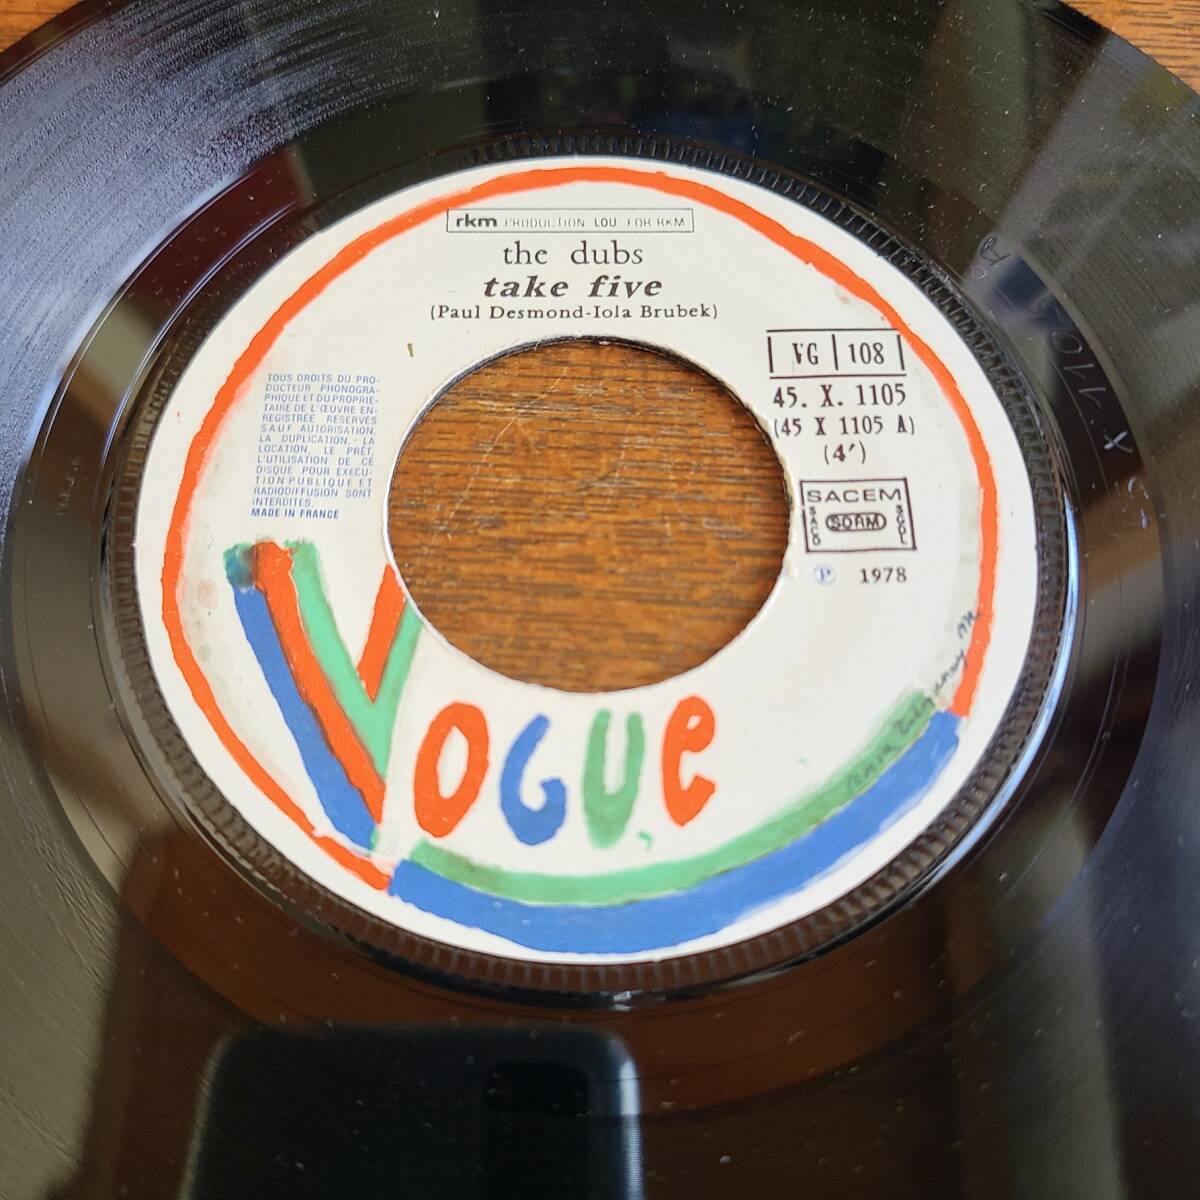 rkm PRODUCTION LOU FOR RKM
the dubs
take five
(Paul Desmond-Iola Brubek)
VG 108
45. X. 1105
(45 X 1105 A)
(4')
SACEM
SACD SDRM SGDL
℗ 1978
TOUS DROITS DU PRO-
DUCTEUR PHONOGRA-
PHIQUE ET DU PROPRIE-
TAIRE DE L'ŒUVRE EN-
REGISTREE RESERVES
SAUF AUTORISATION,
LA DUPLICATION, LA
LOCATION, LE PRÊT,
L'UTILISATION DE CE
DISQUE POUR EXECU-
TION PUBLIQUE ET
RADIODIFFUSION SONT
INTERDITES.
MADE IN FRANCE
VOGUE